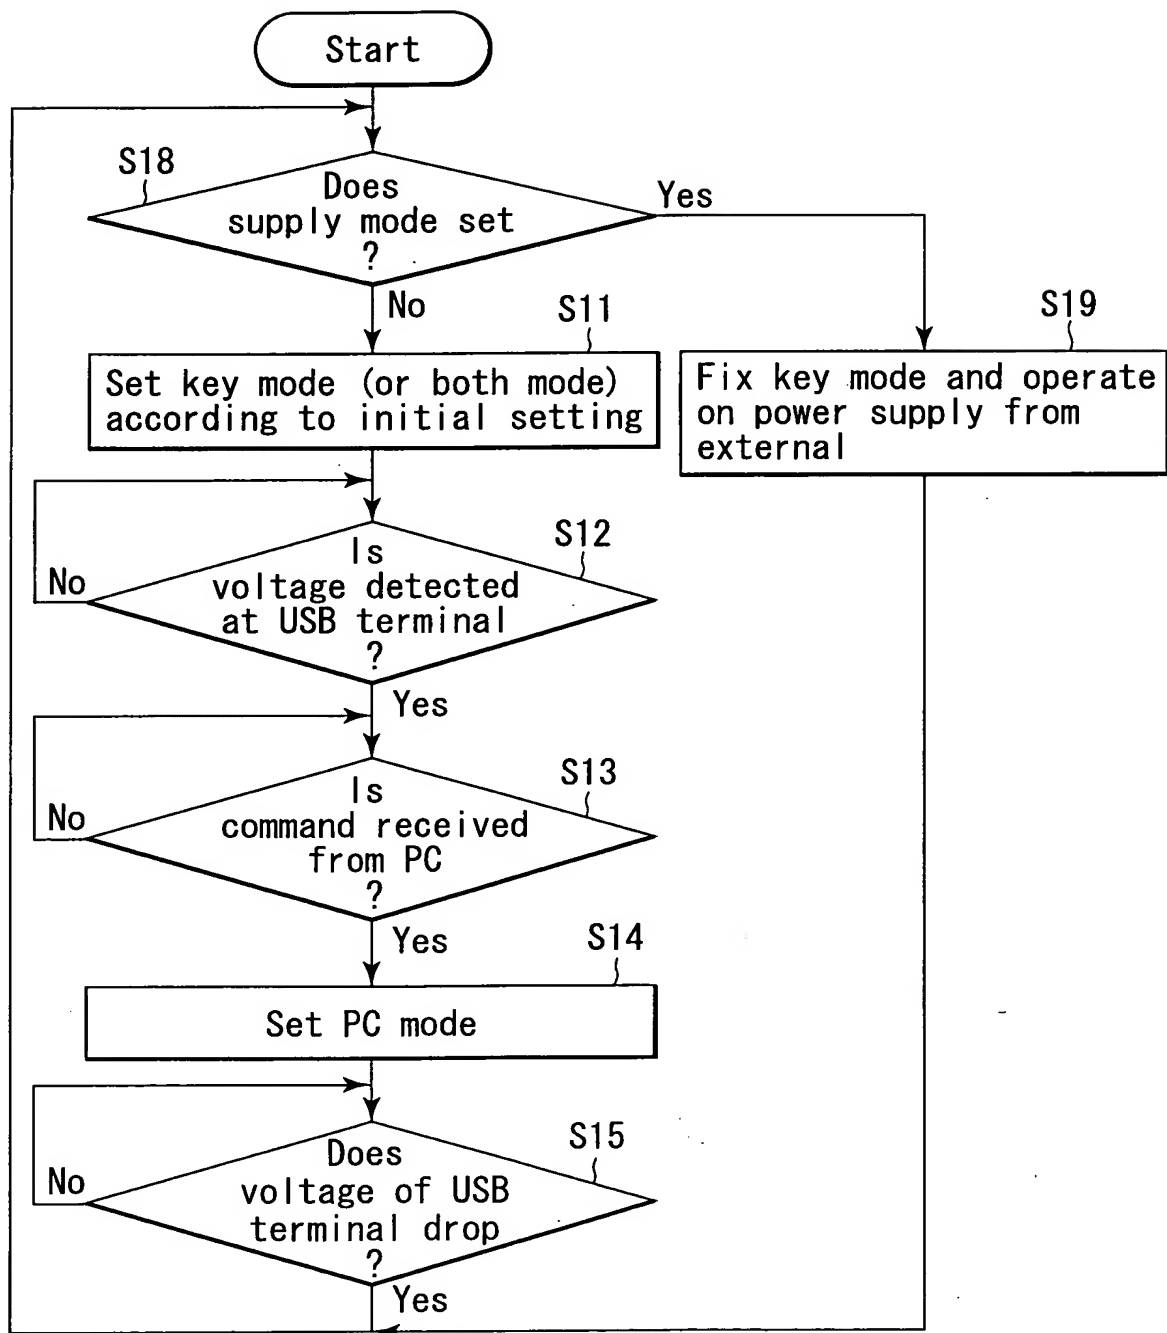 Start
S18
Does
supply mode set
?
Yes
No
S11
Set key mode (or both mode)
according to initial setting
S19
Fix key mode and operate
on power supply from
external
S12
Is
voltage detected
at USB terminal
?
No
Yes
S13
Is
command received
from PC
?
No
Yes
S14
Set PC mode
S15
Does
voltage of USB
terminal drop
?
No
Yes